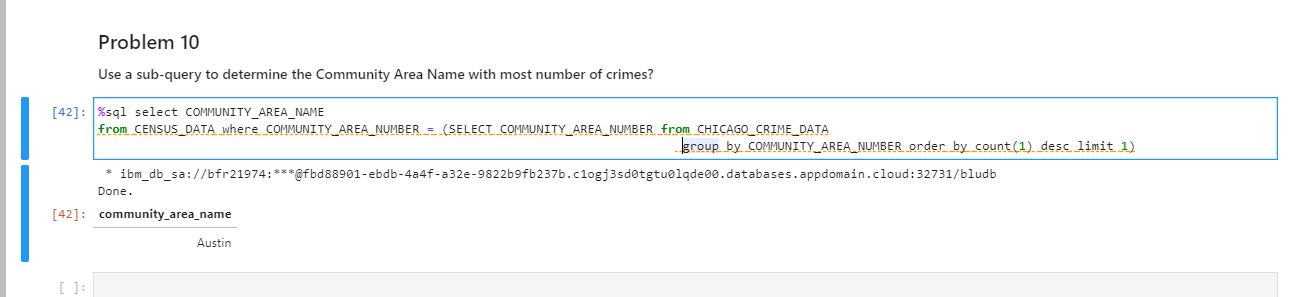 Problem 10
Use a sub-query to determine the Community Area Name with most number of crimes?
[42]: %sql select COMMUNITY_AREA_NAME
from CENSUS_DATA where COMMUNITY_AREA_NUMBER = (SELECT COMMUNITY_AREA_NUMBER from CHICAGO_CRIME_DATA
group by COMMUNITY_AREA_NUMBER order by count(1) desc limit 1)
* ibm_db_sa://bfr21974:***@fbd88901-ebdb-4a4f-a32e-9822b9fb237b.c1ogj3sd0tgtu0lqde00.databases.appdomain.cloud:32731/bludb
Done.
[42]: community_area_name
Austin
[ ]: